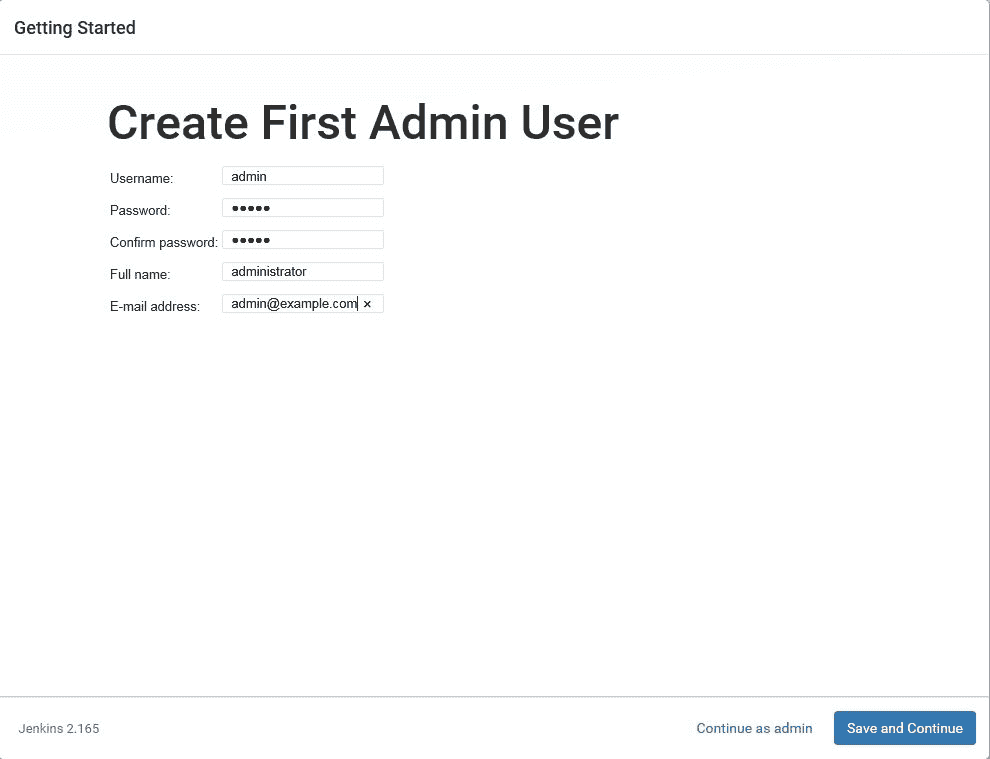 Getting Started
Create First Admin User
Username: admin
Password: •••••
Confirm password: •••••
Full name: administrator
E-mail address: admin@example.com ×
Jenkins 2.165 Continue as admin Save and Continue